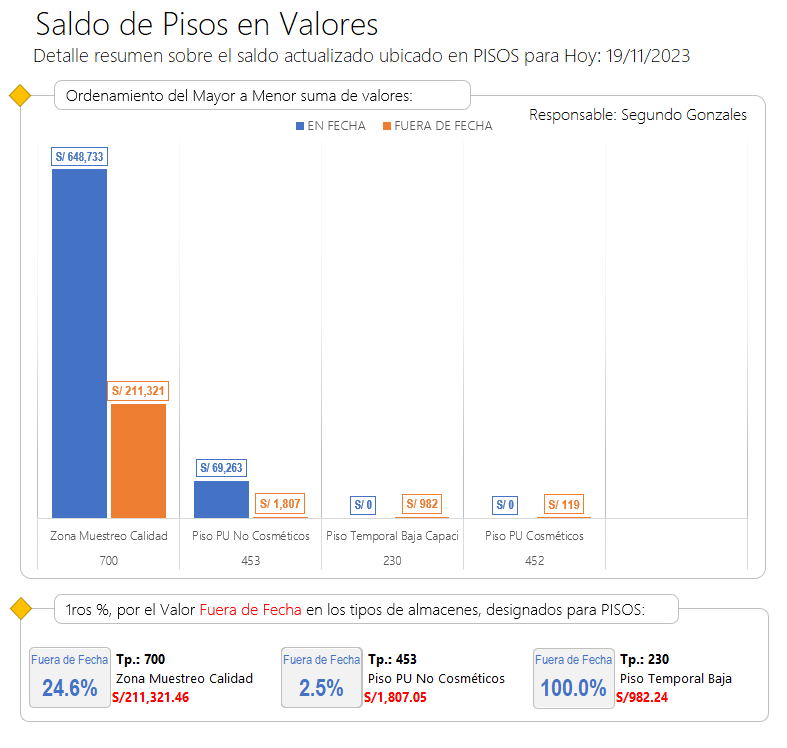 Saldo de Pisos en Valores
Detalle resumen sobre el saldo actualizado ubicado en PISOS para Hoy: 19/11/2023
Ordenamiento del Mayor a Menor suma de valores:
Responsable: Segundo Gonzales
EN FECHA FUERA DE FECHA
S/ 648,733
S/ 211,321
S/ 69,263
S/ 1,807
S/ 0
S/ 982
S/ 0
S/ 119
Zona Muestreo Calidad Piso PU No Cosméticos Piso Temporal Baja Capaci Piso PU Cosméticos
700 453 230 452
1ros %, por el Valor Fuera de Fecha en los tipos de almacenes, designados para PISOS:
Fuera de Fecha
24.6%
Tp.: 700
Zona Muestreo Calidad
S/211,321.46
Fuera de Fecha
2.5%
Tp.: 453
Piso PU No Cosméticos
S/1,807.05
Fuera de Fecha
100.0%
Tp.: 230
Piso Temporal Baja
S/982.24